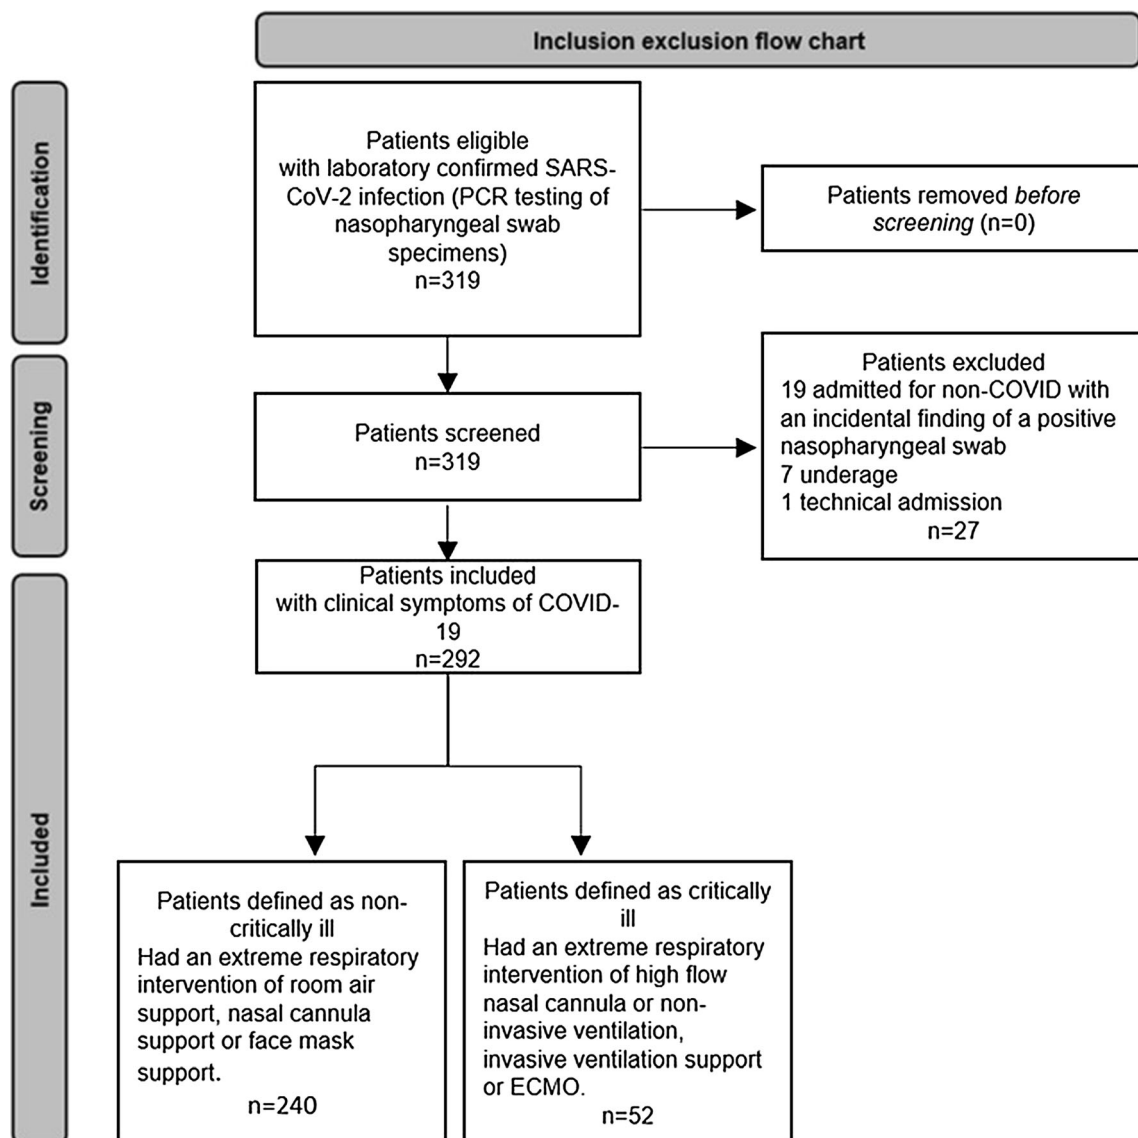 Inclusion exclusion flow chart
Identification
Patients eligible
with laboratory confirmed SARS-
CoV-2 infection (PCR testing of
nasopharyngeal swab
specimens)
n=319
Patients removed before
screening (n=0)
Screening
Patients screened
n=319
Patients excluded
19 admitted for non-COVID with
an incidental finding of a positive
nasopharyngeal swab
7 underage
1 technical admission
n=27
Included
Patients included
with clinical symptoms of COVID-
19
n=292
Patients defined as non-
critically ill
Had an extreme respiratory
intervention of room air
support, nasal cannula
support or face mask
support.
n=240
Patients defined as critically
ill
Had an extreme respiratory
intervention of high flow
nasal cannula or non-
invasive ventilation,
invasive ventilation support
or ECMO.
n=52